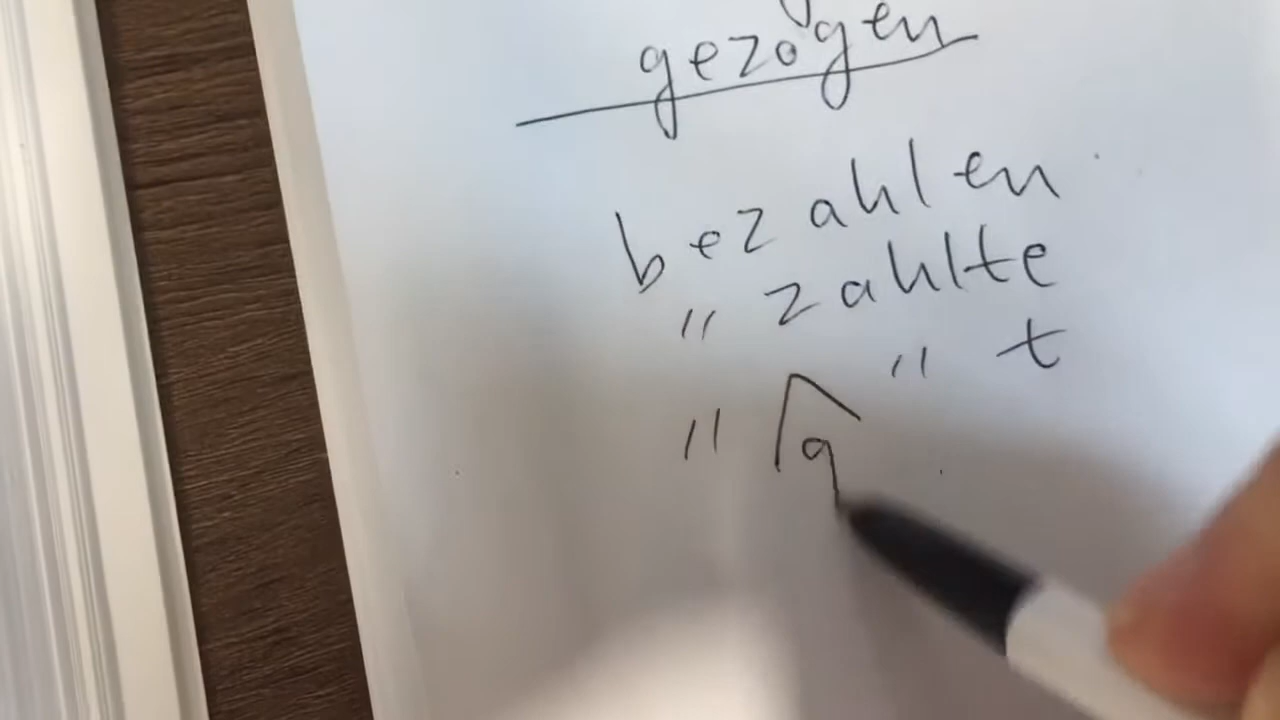 gezogen
bezahlen
" zahlte
" " t
g